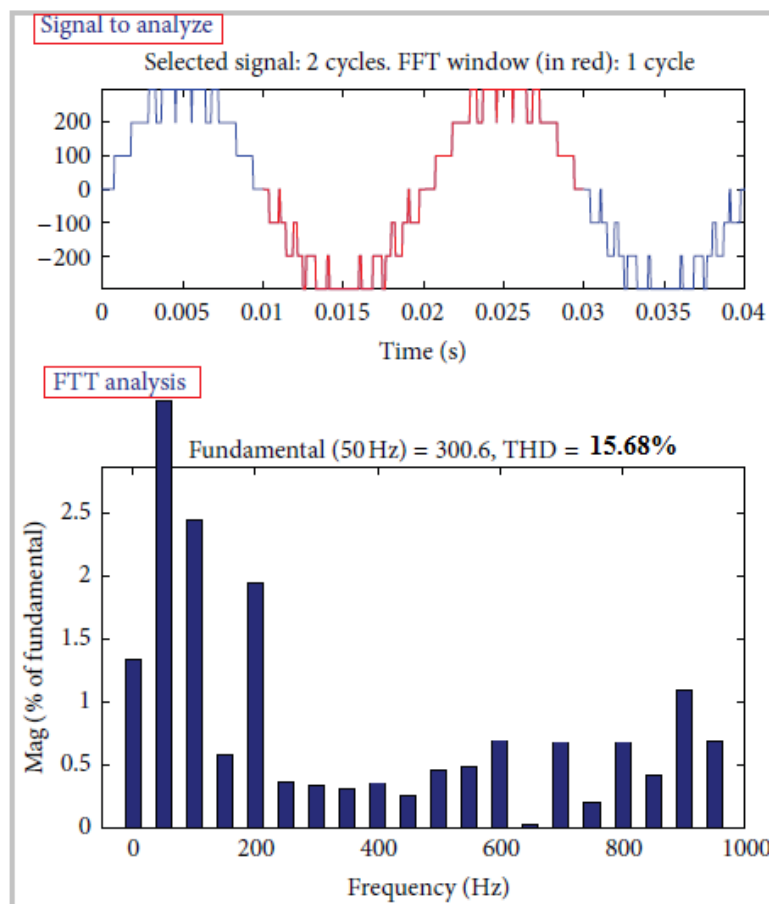 Signal to analyze
Selected signal: 2 cycles. FFT window (in red): 1 cycle
200
100
0
−100
−200
0 0.005 0.01 0.015 0.02 0.025 0.03 0.035 0.04
Time (s)
FTT analysis
Fundamental (50 Hz) = 300.6, THD = 15.68%
Mag (% of fundamental)
2.5
2
1.5
1
0.5
0
0 200 400 600 800 1000
Frequency (Hz)